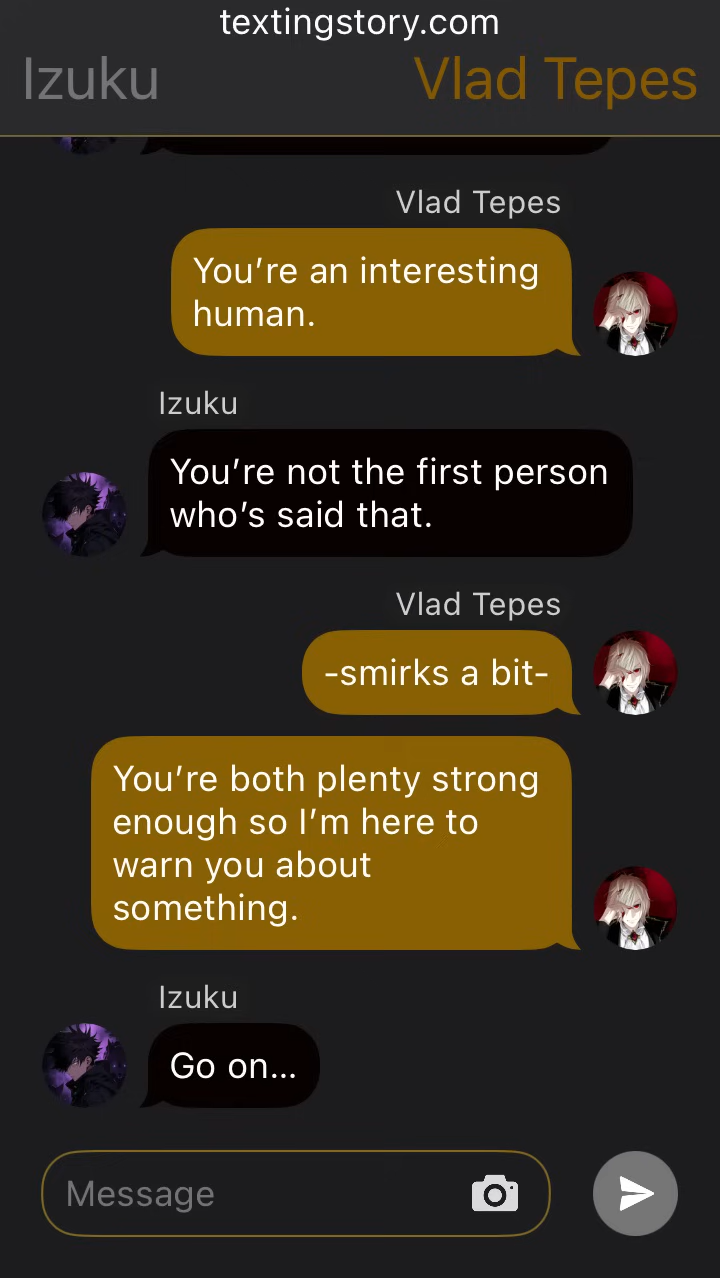 textingstory.com
Izuku
Vlad Tepes
Vlad Tepes
You’re an interesting
human.
Izuku
You’re not the first person
who’s said that.
Vlad Tepes
-smirks a bit-
You’re both plenty strong
enough so I’m here to
warn you about
something.
Izuku
Go on...
Message